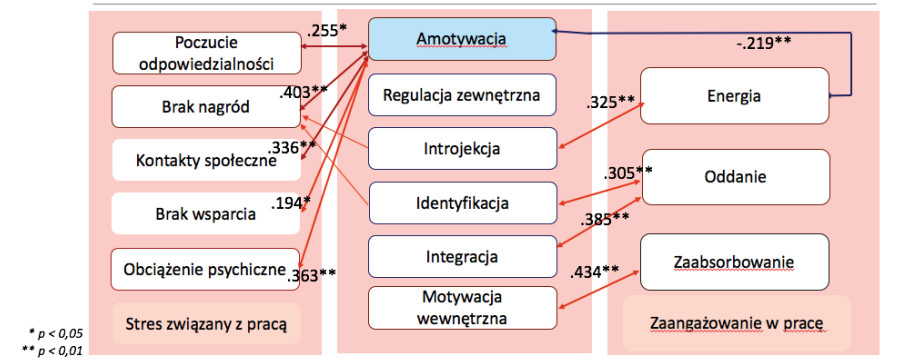 Poczucie
odpowiedzialności
Brak nagród
Kontakty społeczne
Brak wsparcia
Obciążenie psychiczne
Stres związany z pracą
* p < 0,05
** p < 0,01
.255*
.403**
.336**
.194*
.363**
Amotywacja
Regulacja zewnętrzna
Introjekcja
Identyfikacja
Integracja
Motywacja
wewnętrzna
-.219**
.325**
.305**
.385**
.434**
Energia
Oddanie
Zaabsorbowanie
Zaangażowanie w pracę